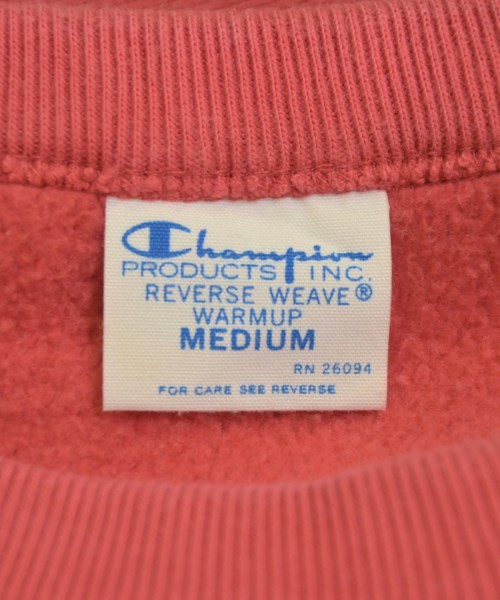 Champion
PRODUCTS INC.
REVERSE WEAVE®
WARMUP
MEDIUM
RN 26094
FOR CARE SEE REVERSE